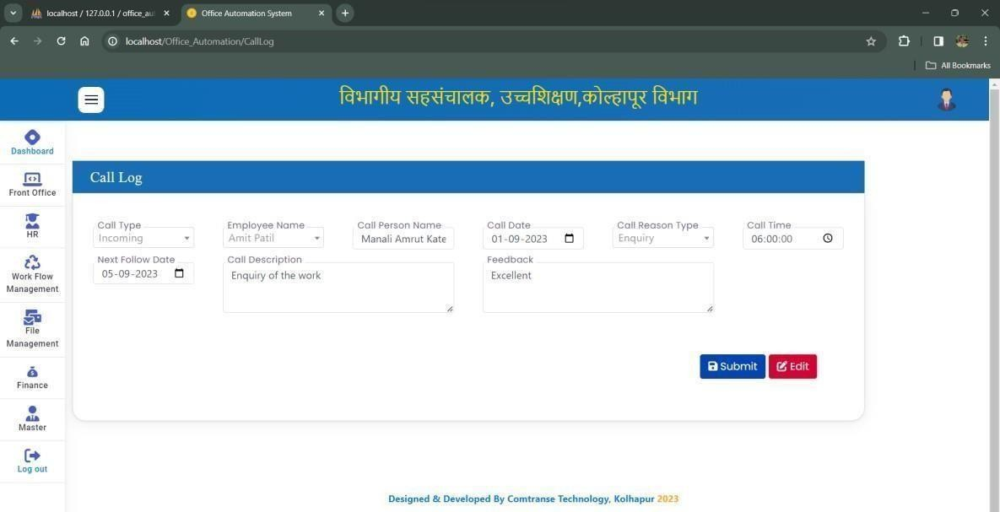 localhost / 127.0.0.1 / office_au
Office Automation System
localhost/Office_Automation/CallLog
All Bookmarks
विभागीय सहसंचालक, उच्चशिक्षण,कोल्हापूर विभाग
Dashboard
Front Office
HR
Work Flow
Management
File
Management
Finance
Master
Log out
Call Log
Call Type
Incoming
Employee Name
Amit Patil
Call Person Name
Manali Amrut Kate
Call Date
01-09-2023
Call Reason Type
Enquiry
Call Time
06:00:00
Next Follow Date
05-09-2023
Call Description
Enquiry of the work
Feedback
Excellent
Submit
Edit
Designed & Developed By Comtranse Technology, Kolhapur 2023